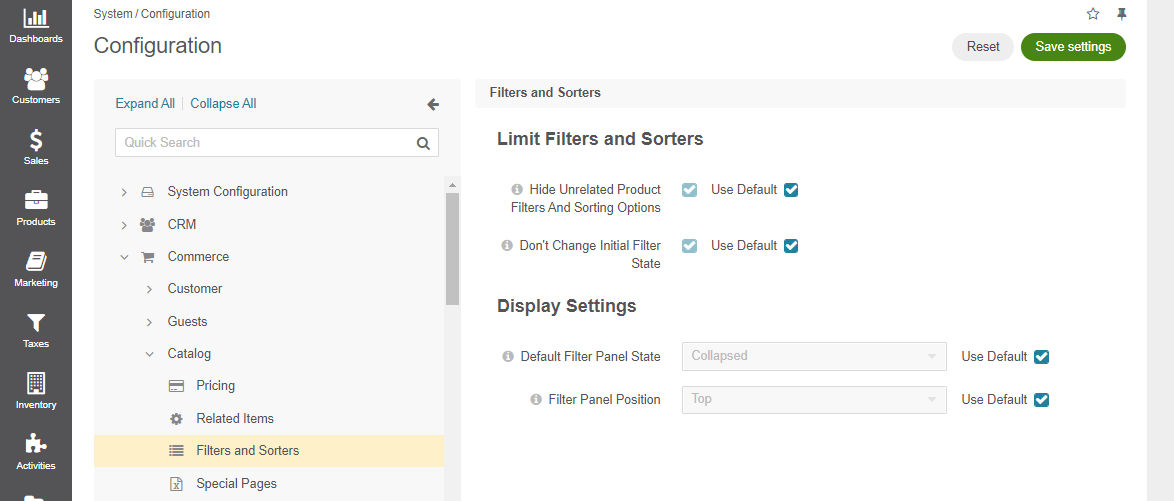 Dashboards
Customers
Sales
Products
Marketing
Taxes
Inventory
Activities
System / Configuration
Configuration
Reset
Save settings
Expand All | Collapse All
Quick Search
System Configuration
CRM
Commerce
Customer
Guests
Catalog
Pricing
Related Items
Filters and Sorters
Special Pages
Filters and Sorters
Limit Filters and Sorters
Hide Unrelated Product
Filters And Sorting Options
Use Default
Don't Change Initial Filter
State
Use Default
Display Settings
Default Filter Panel State
Collapsed
Use Default
Filter Panel Position
Top
Use Default